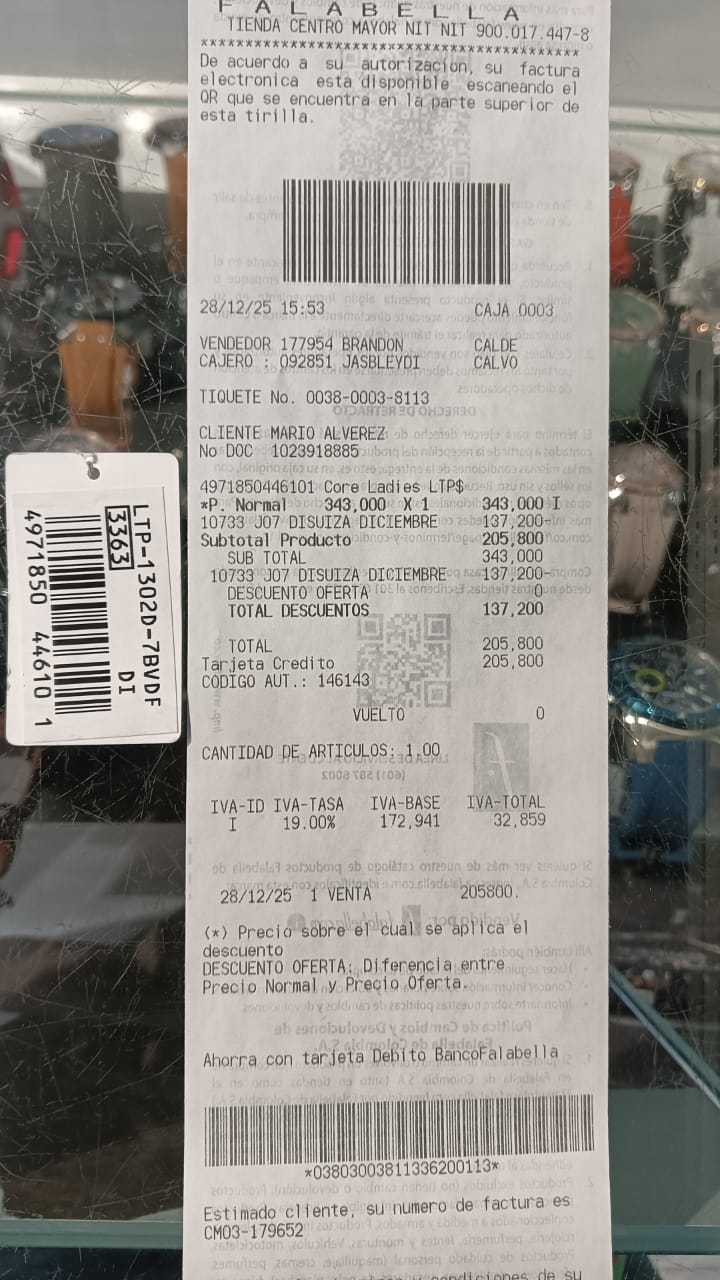 F A L A B E L L A
TIENDA CENTRO MAYOR NIT NIT 900.017.447-8
******************************************
De acuerdo a su autorizacion, su factura
electronica esta disponible escaneando el
QR que se encuentra en la parte superior de
esta tirilla.
28/12/25 15:53 CAJA 0003
VENDEDOR 177954 BRANDON CALDE
CAJERO : 092851 JASBLEYDI CALVO
TIQUETE No. 0038-0003-8113
CLIENTE MARIO ALVEREZ
No DOC 1023918885
4971850446101 Core Ladies LTP$
*P. Normal 343,000 X 1 343,000 I
10733 J07 DISUIZA DICIEMBRE 137,200-
Subtotal Producto 205,800
SUB TOTAL 343,000
10733 J07 DISUIZA DICIEMBRE 137,200-
DESCUENTO OFERTA 0
TOTAL DESCUENTOS 137,200
TOTAL 205,800
Tarjeta Credito 205,800
CODIGO AUT.: 146143
VUELTO 0
CANTIDAD DE ARTICULOS: 1.00
IVA-ID IVA-TASA IVA-BASE IVA-TOTAL
I 19.00% 172,941 32,859
28/12/25 1 VENTA 205800.
(*) Precio sobre el cual se aplica el
descuento
DESCUENTO OFERTA: Diferencia entre
Precio Normal y Precio Oferta.
Ahorra con tarjeta Debito BancoFalabella
*03803003811336200113*
Estimado cliente, su numero de factura es
CM03-179652
condiciones de su
LTP-1302D-7BVDF
DI
3363
4971850 44610 1